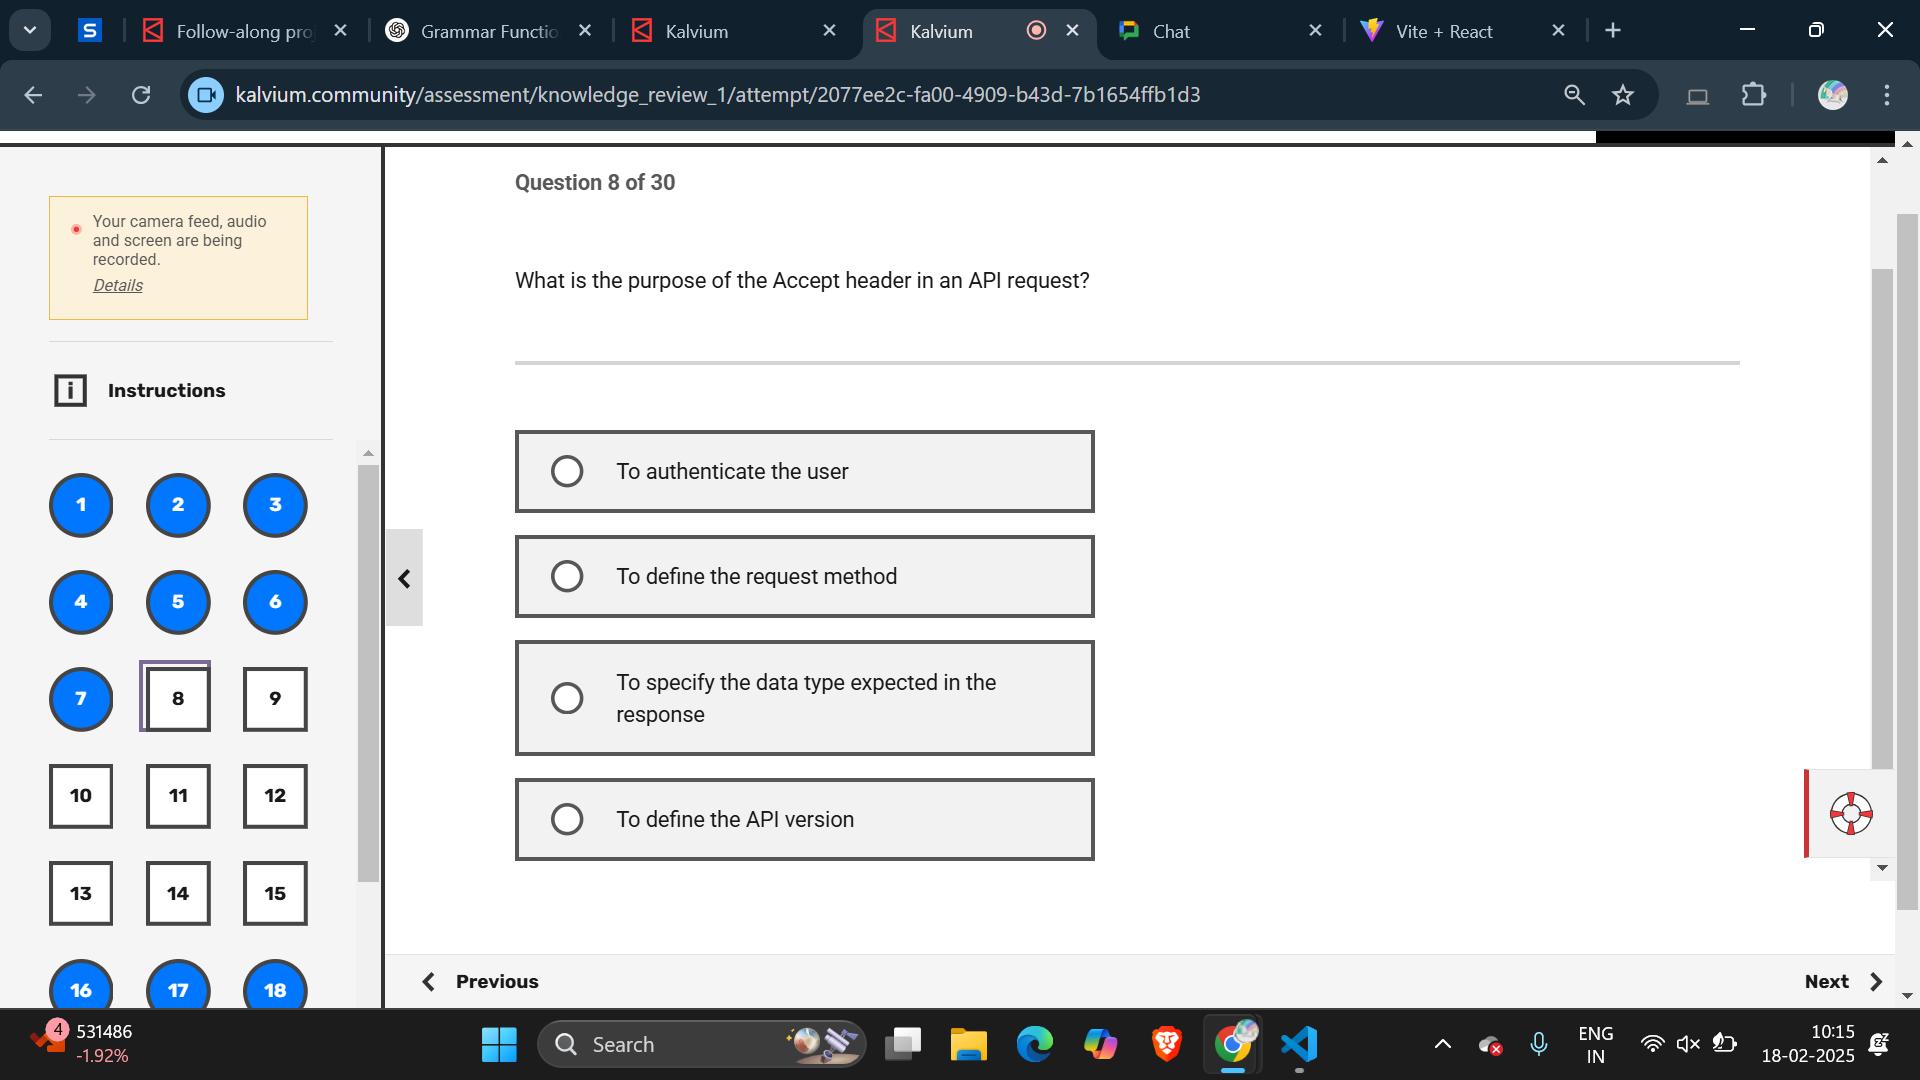 Follow-along pro
Grammar Functio
Kalvium
Kalvium
Chat
Vite + React
kalvium.community/assessment/knowledge_review_1/attempt/2077ee2c-fa00-4909-b43d-7b1654ffb1d3
Your camera feed, audio
and screen are being
recorded.
Details
i Instructions
1 2 3
4 5 6
7 8 9
10 11 12
13 14 15
16 17 18
Question 8 of 30
What is the purpose of the Accept header in an API request?
To authenticate the user
To define the request method
To specify the data type expected in the
response
To define the API version
Previous
Next
4 531486
-1.92%
Search
ENG
IN
10:15
18-02-2025